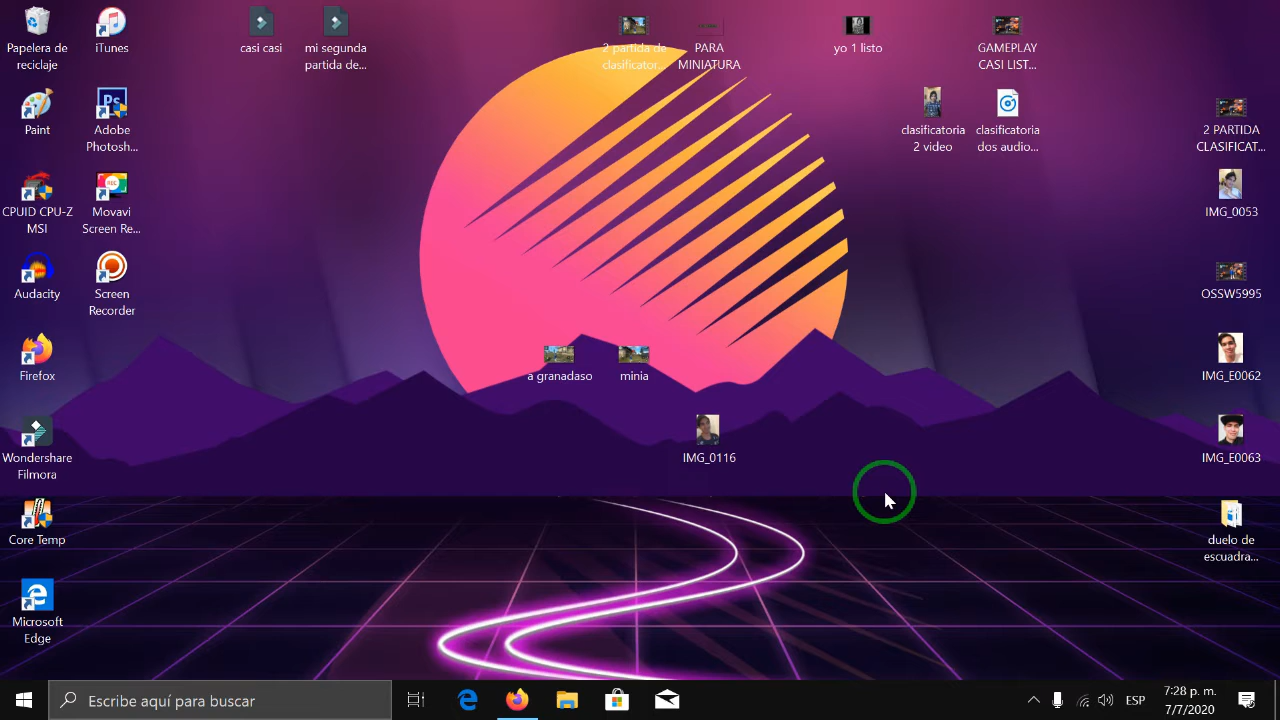 Papelera de
reciclaje
iTunes
casi casi
mi segunda
partida de...
2 partida de
clasificator...
PARA
MINIATURA
yo 1 listo
GAMEPLAY
CASI LIST...
Paint
Adobe
Photosh...
clasificatoria
2 video
clasificatoria
dos audio...
2 PARTIDA
CLASIFICAT...
CPUID CPU-Z
MSI
Movavi
Screen Re...
IMG_0053
Audacity
Screen
Recorder
OSSW5995
Firefox
a granadaso
minia
IMG_E0062
Wondershare
Filmora
IMG_0116
IMG_E0063
Core Temp
duelo de
escuadra...
Microsoft
Edge
Escribe aquí para buscar
ESP
7:28 p. m.
7/7/2020